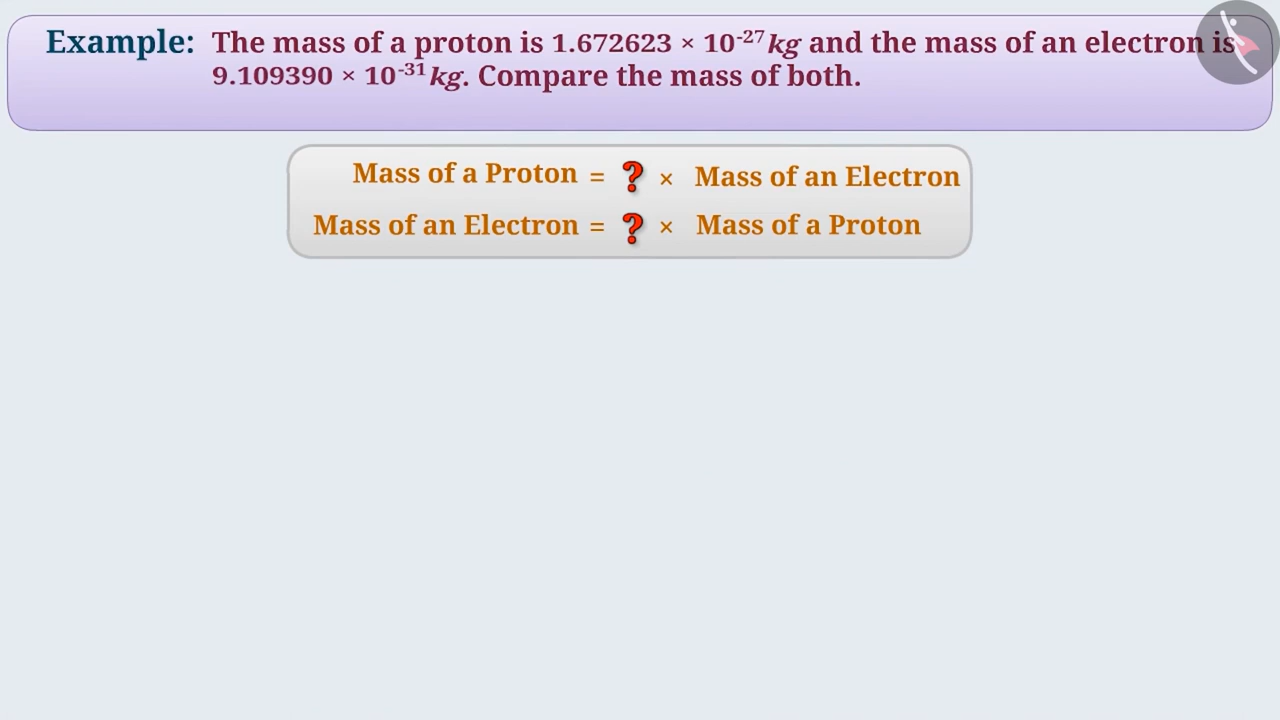 Example: The mass of a proton is 1.672623 × 10⁻²⁷ kg and the mass of an electron is
9.109390 × 10⁻³¹ kg. Compare the mass of both.
Mass of a Proton = ? × Mass of an Electron
Mass of an Electron = ? × Mass of a Proton